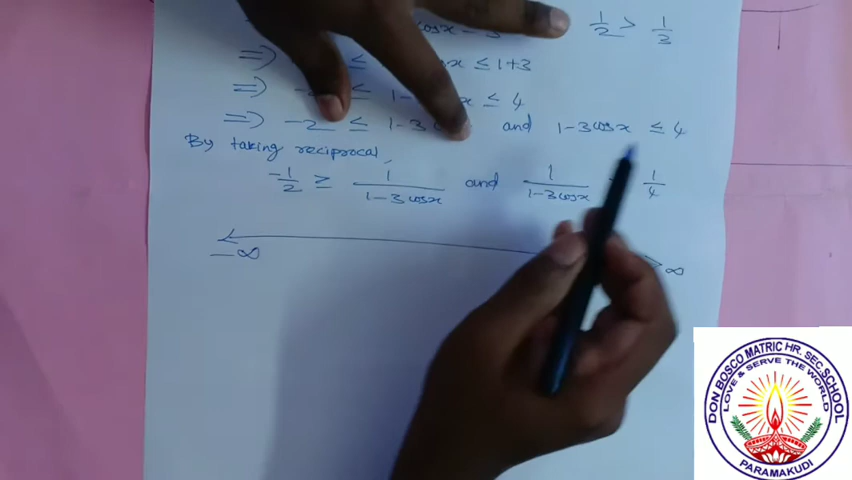 cosx - 3 1/2 > 1/3
=> ≤ x ≤ 1+3
=> ≤ 1- x ≤ 4
=> -2 ≤ 1-3 and 1-3cosx ≤ 4
By taking reciprocal,
-1/2 ≥ 1/(1-3cosx) and 1/(1-3cosx) 1/4
-∞ ∞
DON BOSCO MATRIC HR. SEC. SCHOOL
LOVE & SERVE THE WORLD
PARAMAKUDI